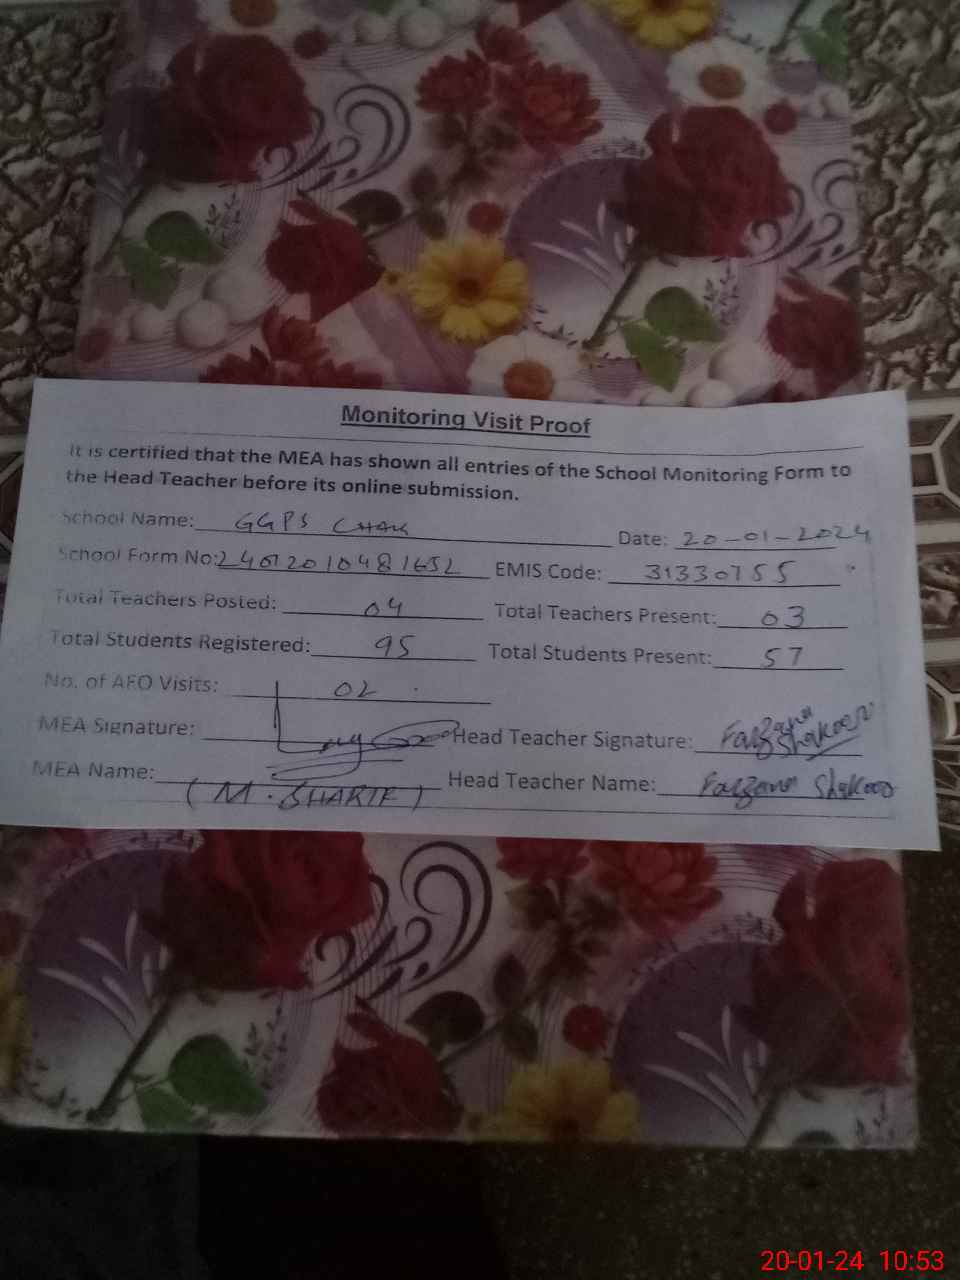 Monitoring Visit Proof
It is certified that the MEA has shown all entries of the School Monitoring Form to
the Head Teacher before its online submission.
School Name: GGPS CHAK Date: 20-01-2024
School Form No: 24012010481652 EMIS Code: 31330755
Total Teachers Posted: 04 Total Teachers Present: 03
Total Students Registered: 95 Total Students Present: 57
No. of AEO Visits: 02
MEA Signature: Head Teacher Signature: Farzana Shakoor
MEA Name: (M. SHARIF) Head Teacher Name: Farzana Shakoor
20-01-24 10:53